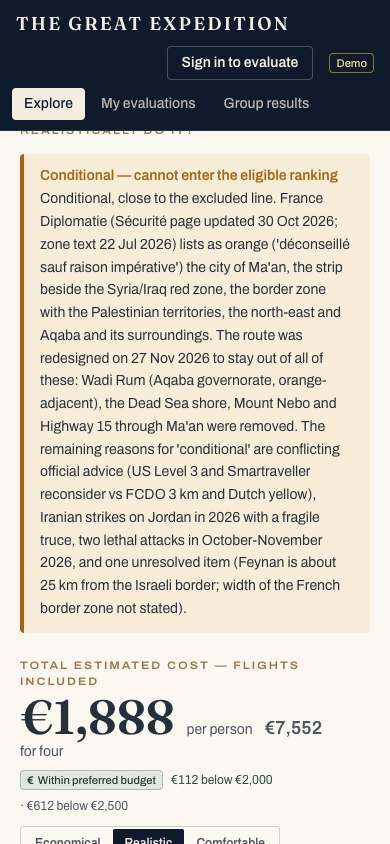 THE GREAT EXPEDITION
Sign in to evaluate
Demo
Explore
My evaluations
Group results
REALISTICALLY DO IT?
Conditional — cannot enter the eligible ranking
Conditional, close to the excluded line. France
Diplomatie (Sécurité page updated 30 Oct 2026;
zone text 22 Jul 2026) lists as orange ('déconseillé
sauf raison impérative') the city of Ma'an, the strip
beside the Syria/Iraq red zone, the border zone
with the Palestinian territories, the north-east and
Aqaba and its surroundings. The route was
redesigned on 27 Nov 2026 to stay out of all of
these: Wadi Rum (Aqaba governorate, orange-
adjacent), the Dead Sea shore, Mount Nebo and
Highway 15 through Ma'an were removed. The
remaining reasons for 'conditional' are conflicting
official advice (US Level 3 and Smartraveller
reconsider vs FCDO 3 km and Dutch yellow),
Iranian strikes on Jordan in 2026 with a fragile
truce, two lethal attacks in October-November
2026, and one unresolved item (Feynan is about
25 km from the Israeli border; width of the French
border zone not stated).
TOTAL ESTIMATED COST — FLIGHTS
INCLUDED
€1,888 per person €7,552
for four
€ Within preferred budget €112 below €2,000
· €612 below €2,500
Economical Realistic Comfortable